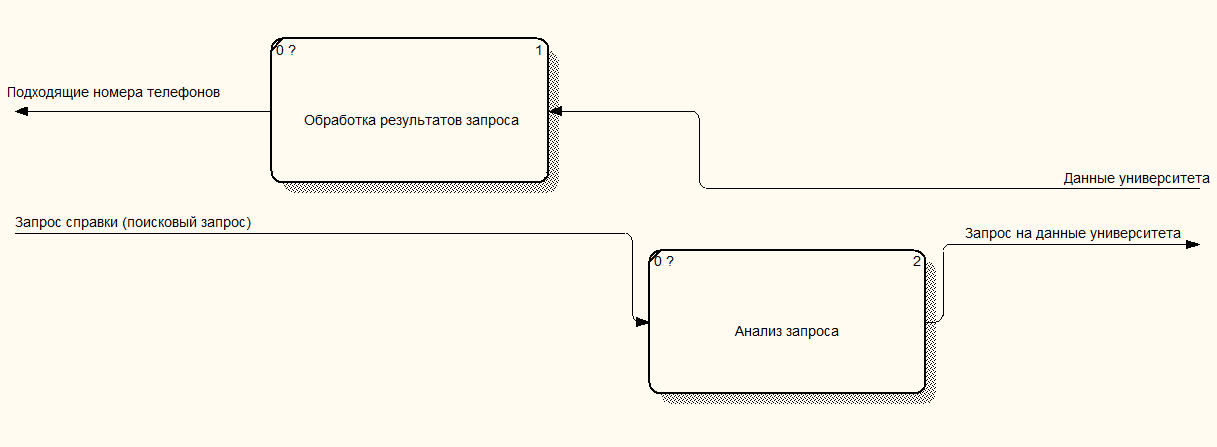 0 ?
1
Подходящие номера телефонов
Обработка результатов запроса
Данные университета
Запрос справки (поисковый запрос)
Запрос на данные университета
0 ?
2
Анализ запроса